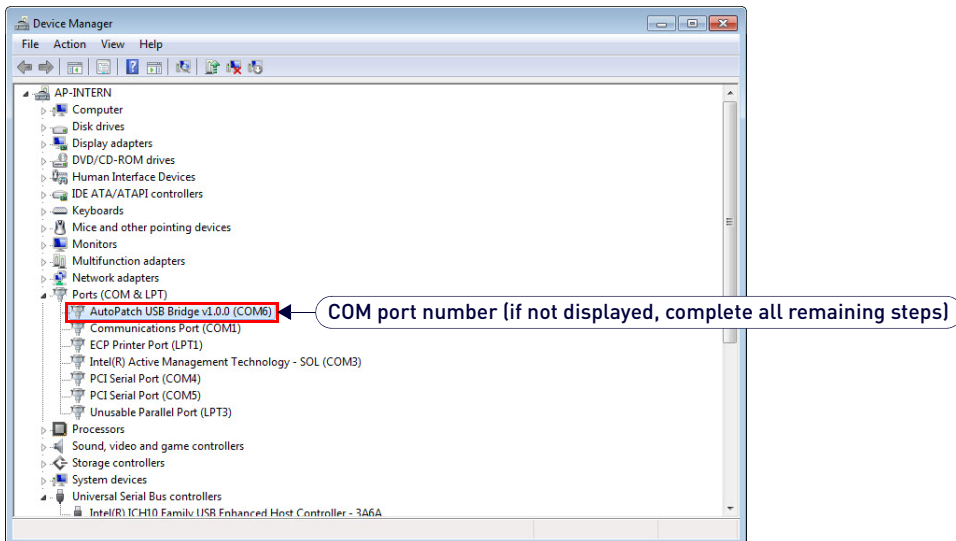 Device Manager
File Action View Help
AP-INTERN
Computer
Disk drives
Display adapters
DVD/CD-ROM drives
Human Interface Devices
IDE ATA/ATAPI controllers
Keyboards
Mice and other pointing devices
Monitors
Multifunction adapters
Network adapters
Ports (COM & LPT)
AutoPatch USB Bridge v1.0.0 (COM6)
COM port number (if not displayed, complete all remaining steps)
Communications Port (COM1)
ECP Printer Port (LPT1)
Intel(R) Active Management Technology - SOL (COM3)
PCI Serial Port (COM4)
PCI Serial Port (COM5)
Unusable Parallel Port (LPT3)
Processors
Sound, video and game controllers
Storage controllers
System devices
Universal Serial Bus controllers
Intel(R) ICH10 Family USB Enhanced Host Controller - 3A6A